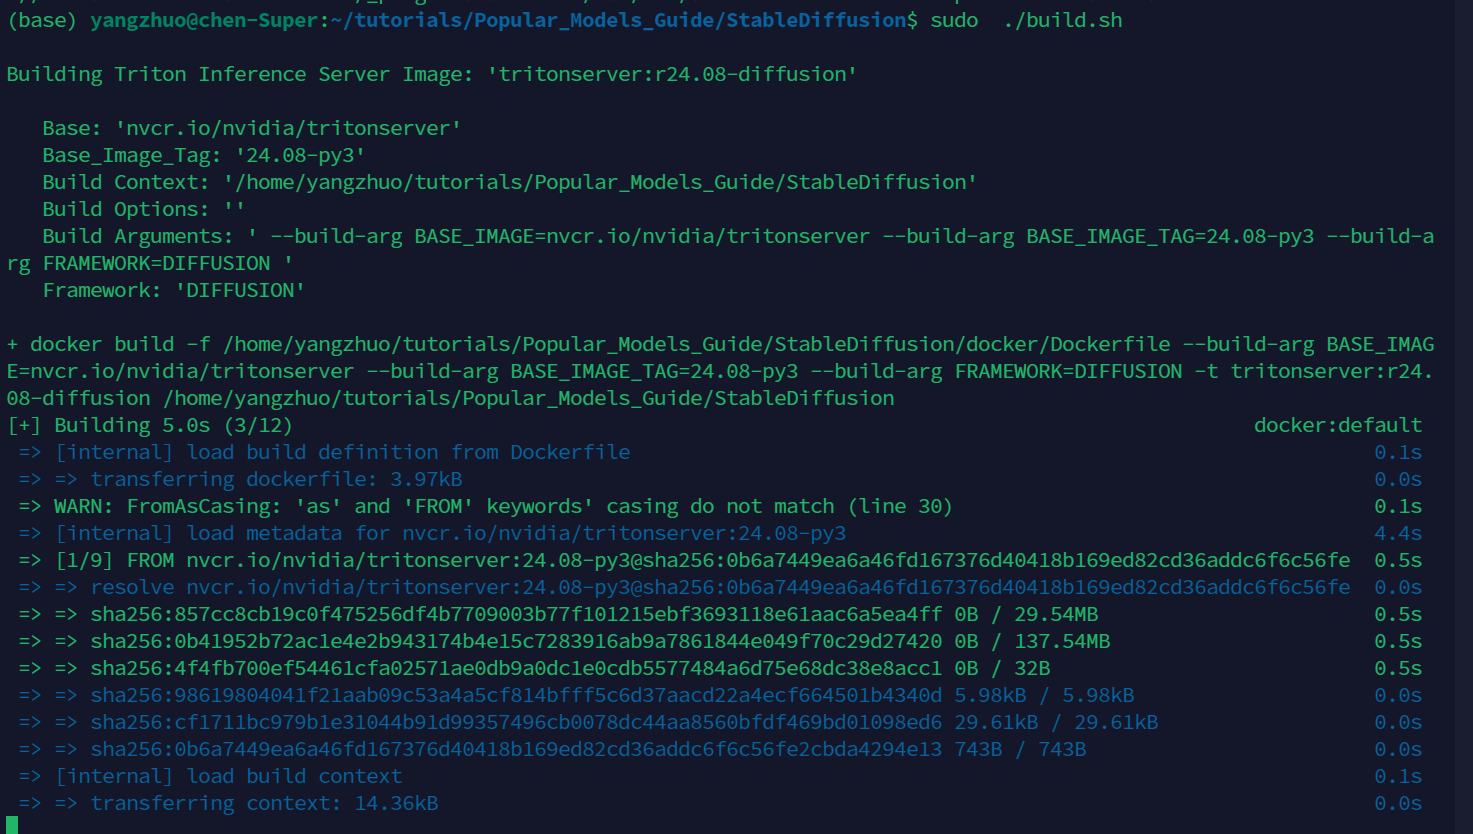 (base) yangzhuo@chen-Super:~/tutorials/Popular_Models_Guide/StableDiffusion$ sudo  ./build.sh
Building Triton Inference Server Image: 'tritonserver:r24.08-diffusion'
Base: 'nvcr.io/nvidia/tritonserver'
Base_Image_Tag: '24.08-py3'
Build Context: '/home/yangzhuo/tutorials/Popular_Models_Guide/StableDiffusion'
Build Options: ''
Build Arguments: ' --build-arg BASE_IMAGE=nvcr.io/nvidia/tritonserver --build-arg BASE_IMAGE_TAG=24.08-py3 --build-a
rg FRAMEWORK=DIFFUSION '
Framework: 'DIFFUSION'
+ docker build -f /home/yangzhuo/tutorials/Popular_Models_Guide/StableDiffusion/docker/Dockerfile --build-arg BASE_IMAG
E=nvcr.io/nvidia/tritonserver --build-arg BASE_IMAGE_TAG=24.08-py3 --build-arg FRAMEWORK=DIFFUSION -t tritonserver:r24.
08-diffusion /home/yangzhuo/tutorials/Popular_Models_Guide/StableDiffusion
[+] Building 5.0s (3/12) docker:default
=> [internal] load build definition from Dockerfile 0.1s
=> => transferring dockerfile: 3.97kB 0.0s
=> WARN: FromAsCasing: 'as' and 'FROM' keywords' casing do not match (line 30) 0.1s
=> [internal] load metadata for nvcr.io/nvidia/tritonserver:24.08-py3 4.4s
=> [1/9] FROM nvcr.io/nvidia/tritonserver:24.08-py3@sha256:0b6a7449ea6a46fd167376d40418b169ed82cd36addc6f6c56fe 0.5s
=> => resolve nvcr.io/nvidia/tritonserver:24.08-py3@sha256:0b6a7449ea6a46fd167376d40418b169ed82cd36addc6f6c56fe 0.0s
=> => sha256:857cc8cb19c0f475256df4b7709003b77f101215ebf3693118e61aac6a5ea4ff 0B / 29.54MB 0.5s
=> => sha256:0b41952b72ac1e4e2b943174b4e15c7283916ab9a7861844e049f70c29d27420 0B / 137.54MB 0.5s
=> => sha256:4f4fb700ef54461cfa02571ae0db9a0dc1e0cdb5577484a6d75e68dc38e8acc1 0B / 32B 0.5s
=> => sha256:98619804041f21aab09c53a4a5cf814bfff5c6d37aacd22a4ecf664501b4340d 5.98kB / 5.98kB 0.0s
=> => sha256:cf1711bc979b1e31044b91d99357496cb0078dc44aa8560bfdf469bd01098ed6 29.61kB / 29.61kB 0.0s
=> => sha256:0b6a7449ea6a46fd167376d40418b169ed82cd36addc6f6c56fe2cbda4294e13 743B / 743B 0.0s
=> [internal] load build context 0.1s
=> => transferring context: 14.36kB 0.0s